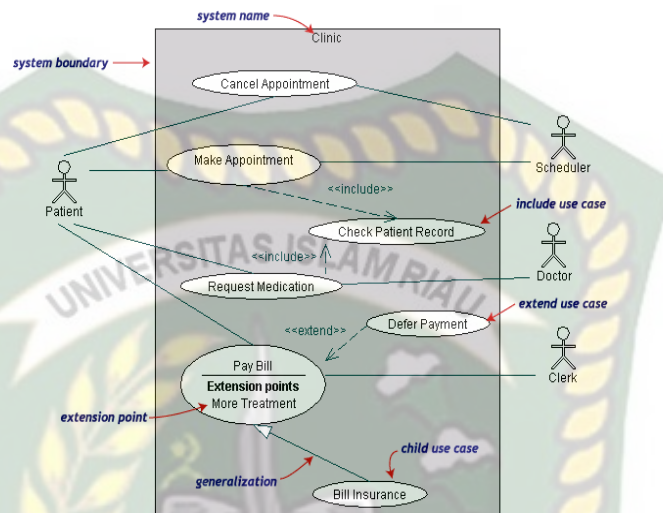 system name
Clinic
system boundary
Cancel Appointment
Make Appointment
Scheduler
<<include>>
Patient
include use case
Check Patient Record
UNIVERSITAS ISLAM RIAU
<<include>>
Doctor
Request Medication
extend use case
<<extend>>
Defer Payment
Pay Bill
Clerk
Extension points
More Treatment
extension point
child use case
generalization
Bill Insurance